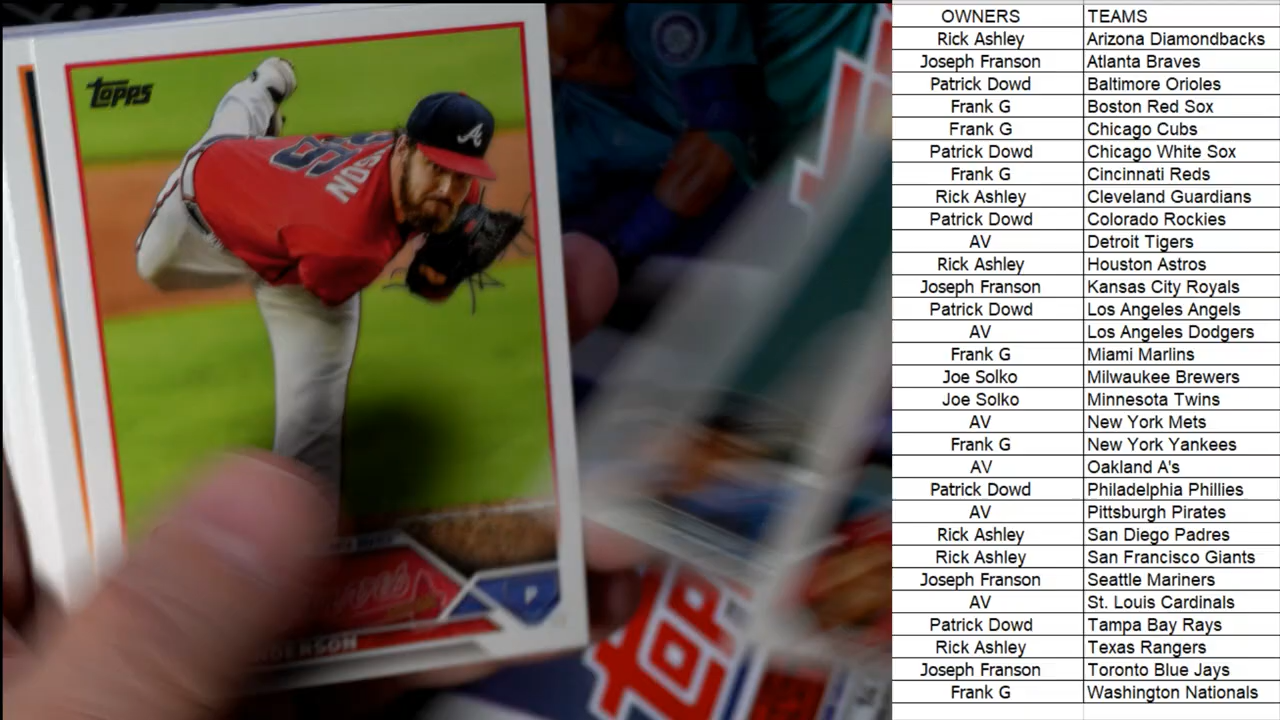 OWNERS TEAMS
Rick Ashley Arizona Diamondbacks
Joseph Franson Atlanta Braves
Patrick Dowd Baltimore Orioles
Frank G Boston Red Sox
Frank G Chicago Cubs
Patrick Dowd Chicago White Sox
Frank G Cincinnati Reds
Rick Ashley Cleveland Guardians
Patrick Dowd Colorado Rockies
AV Detroit Tigers
Rick Ashley Houston Astros
Joseph Franson Kansas City Royals
Patrick Dowd Los Angeles Angels
AV Los Angeles Dodgers
Frank G Miami Marlins
Joe Solko Milwaukee Brewers
Joe Solko Minnesota Twins
AV New York Mets
Frank G New York Yankees
AV Oakland A's
Patrick Dowd Philadelphia Phillies
AV Pittsburgh Pirates
Rick Ashley San Diego Padres
Rick Ashley San Francisco Giants
Joseph Franson Seattle Mariners
AV St. Louis Cardinals
Patrick Dowd Tampa Bay Rays
Rick Ashley Texas Rangers
Joseph Franson Toronto Blue Jays
Frank G Washington Nationals
TOPPS
A
P
TOPP